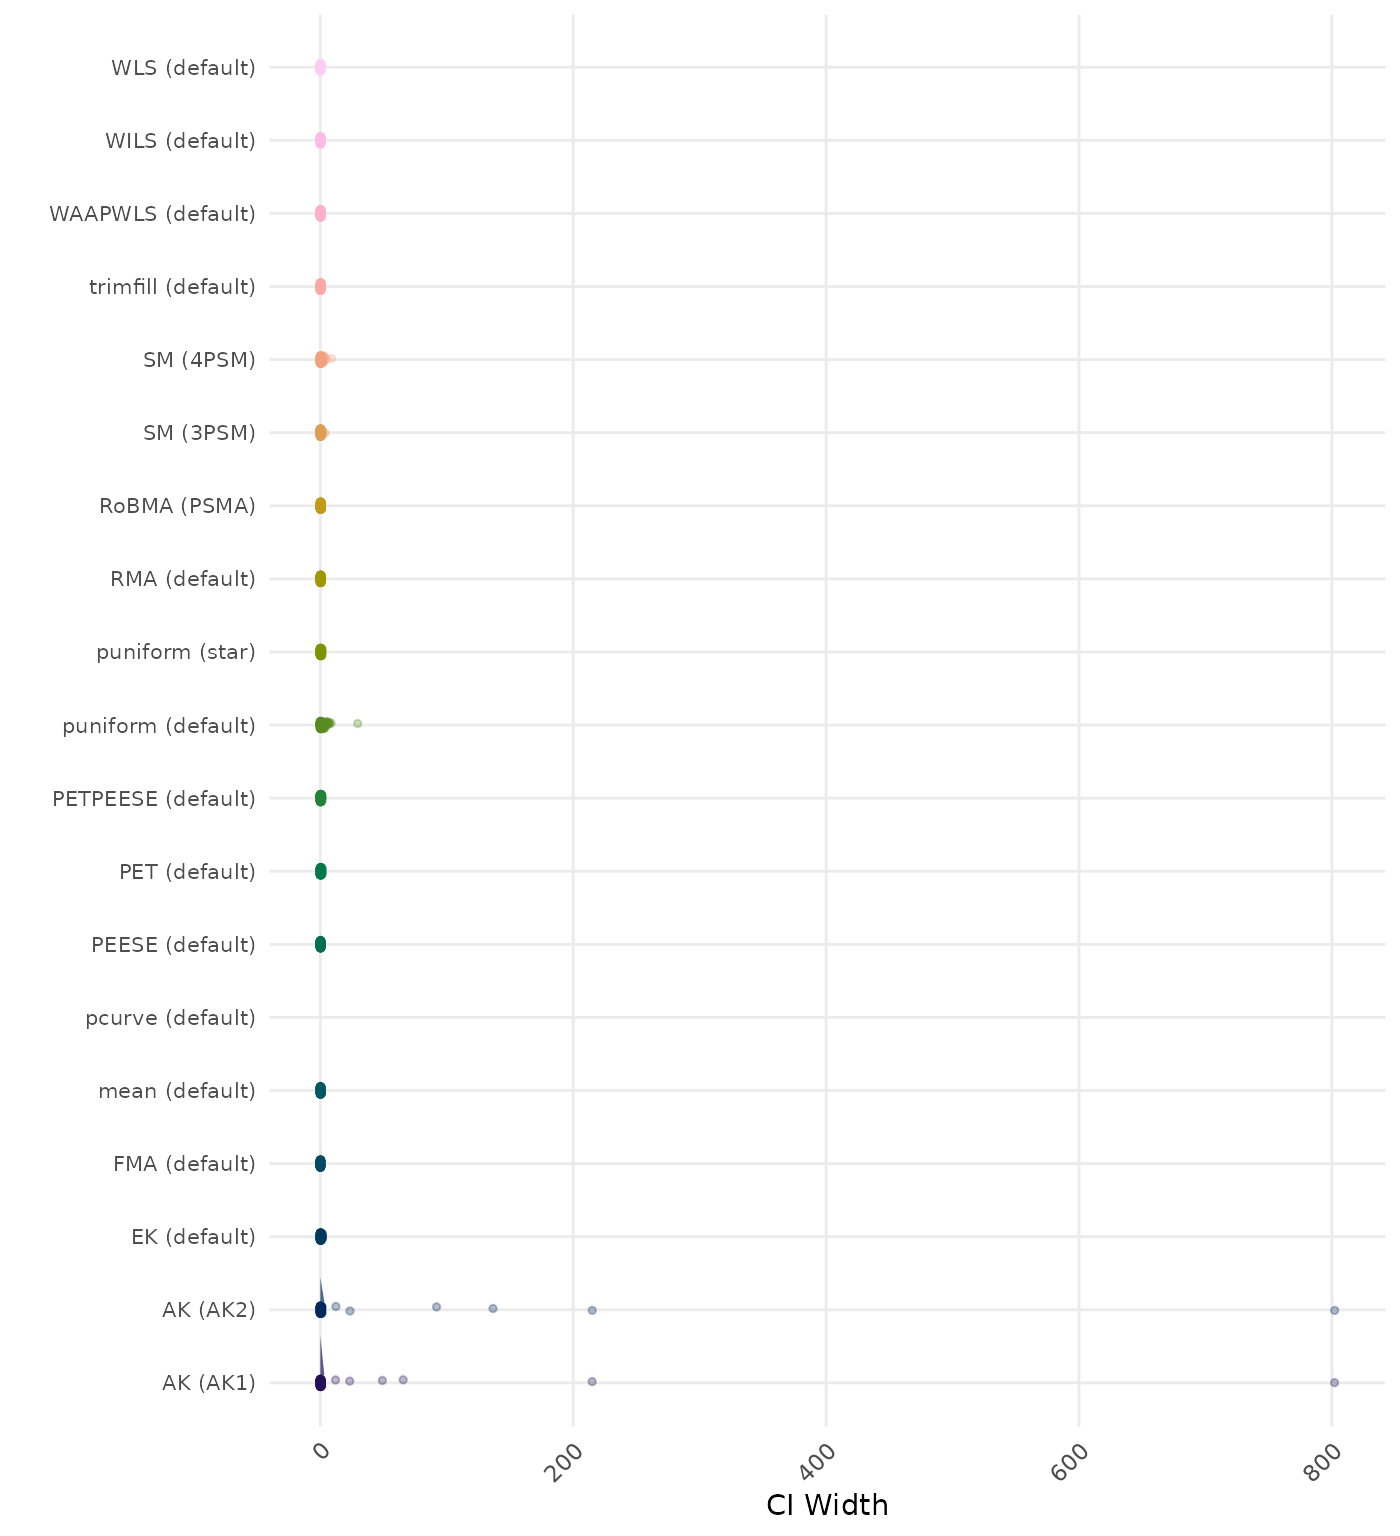 WLS (default)
WILS (default)
WAAPWLS (default)
trimfill (default)
SM (4PSM)
SM (3PSM)
RoBMA (PSMA)
RMA (default)
puniform (star)
puniform (default)
PETPEESE (default)
PET (default)
PEESE (default)
pcurve (default)
mean (default)
FMA (default)
EK (default)
AK (AK2)
AK (AK1)
0 200 400 600 800
CI Width